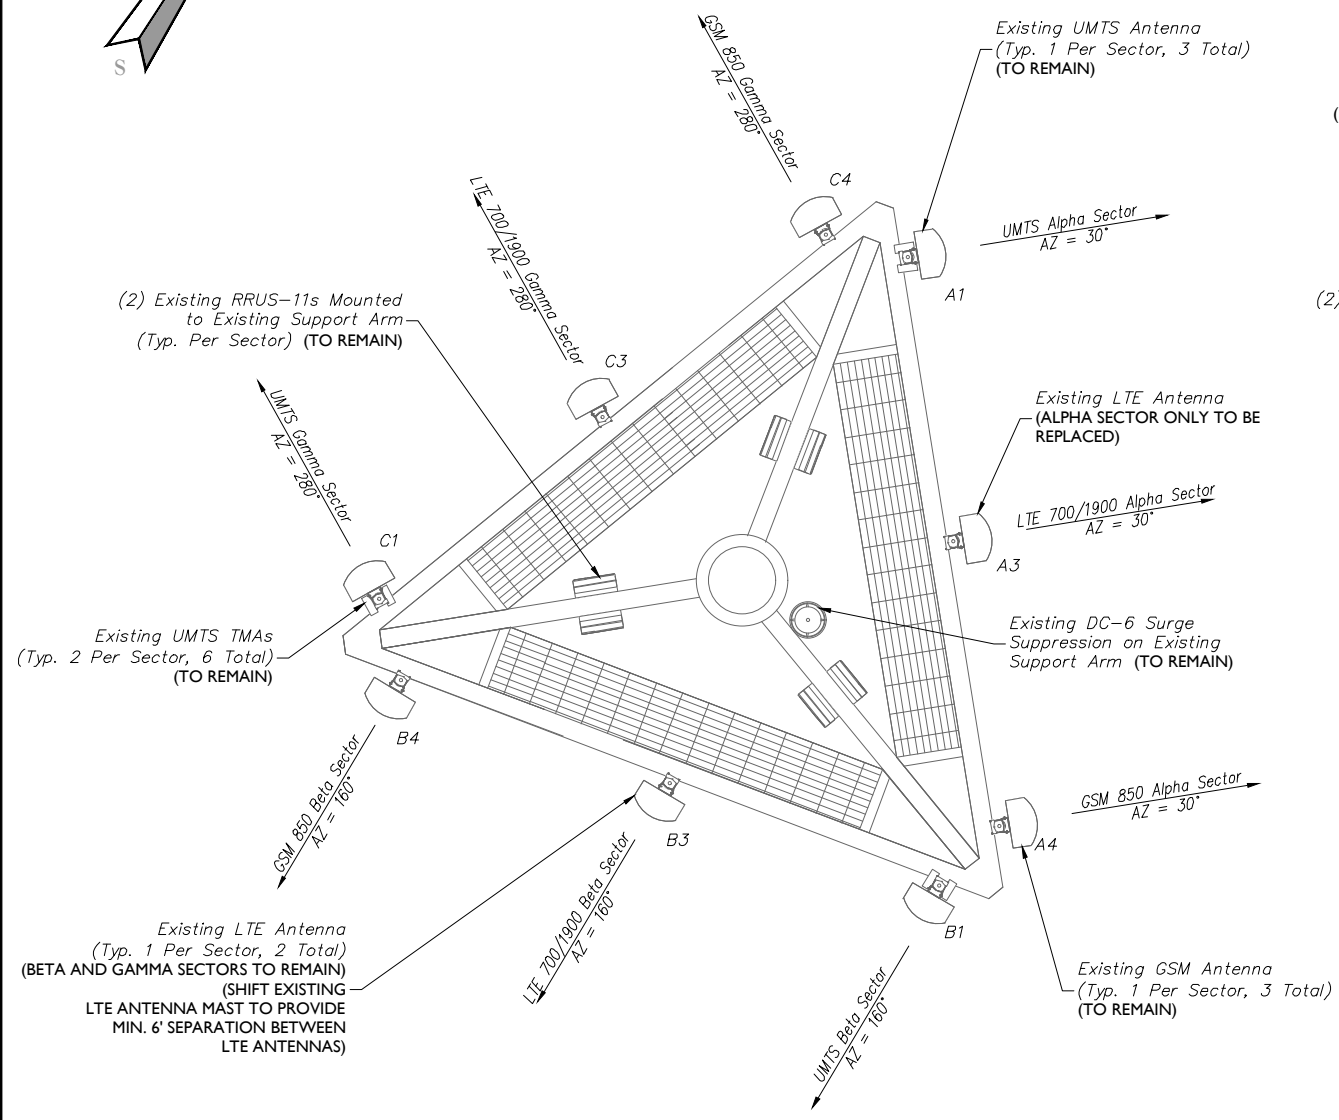 S
GSM 850 Gamma Sector
AZ = 280°
Existing UMTS Antenna
(Typ. 1 Per Sector, 3 Total)
(TO REMAIN)
(
LTE 700/1900 Gamma Sector
AZ = 280°
C4
UMTS Alpha Sector
AZ = 30°
A1
(2) Existing RRUS-11s Mounted
to Existing Support Arm
(Typ. Per Sector) (TO REMAIN)
(2)
C3
UMTS Gamma Sector
AZ = 280°
Existing LTE Antenna
(ALPHA SECTOR ONLY TO BE
REPLACED)
LTE 700/1900 Alpha Sector
AZ = 30°
C1
A3
Existing UMTS TMAs
(Typ. 2 Per Sector, 6 Total)
(TO REMAIN)
Existing DC-6 Surge
Suppression on Existing
Support Arm (TO REMAIN)
B4
GSM 850 Beta Sector
AZ = 160°
GSM 850 Alpha Sector
AZ = 30°
B3
A4
LTE 700/1900 Beta Sector
AZ = 160°
B1
Existing LTE Antenna
(Typ. 1 Per Sector, 2 Total)
(BETA AND GAMMA SECTORS TO REMAIN)
(SHIFT EXISTING
LTE ANTENNA MAST TO PROVIDE
MIN. 6' SEPARATION BETWEEN
LTE ANTENNAS)
UMTS Beta Sector
AZ = 160°
Existing GSM Antenna
(Typ. 1 Per Sector, 3 Total)
(TO REMAIN)